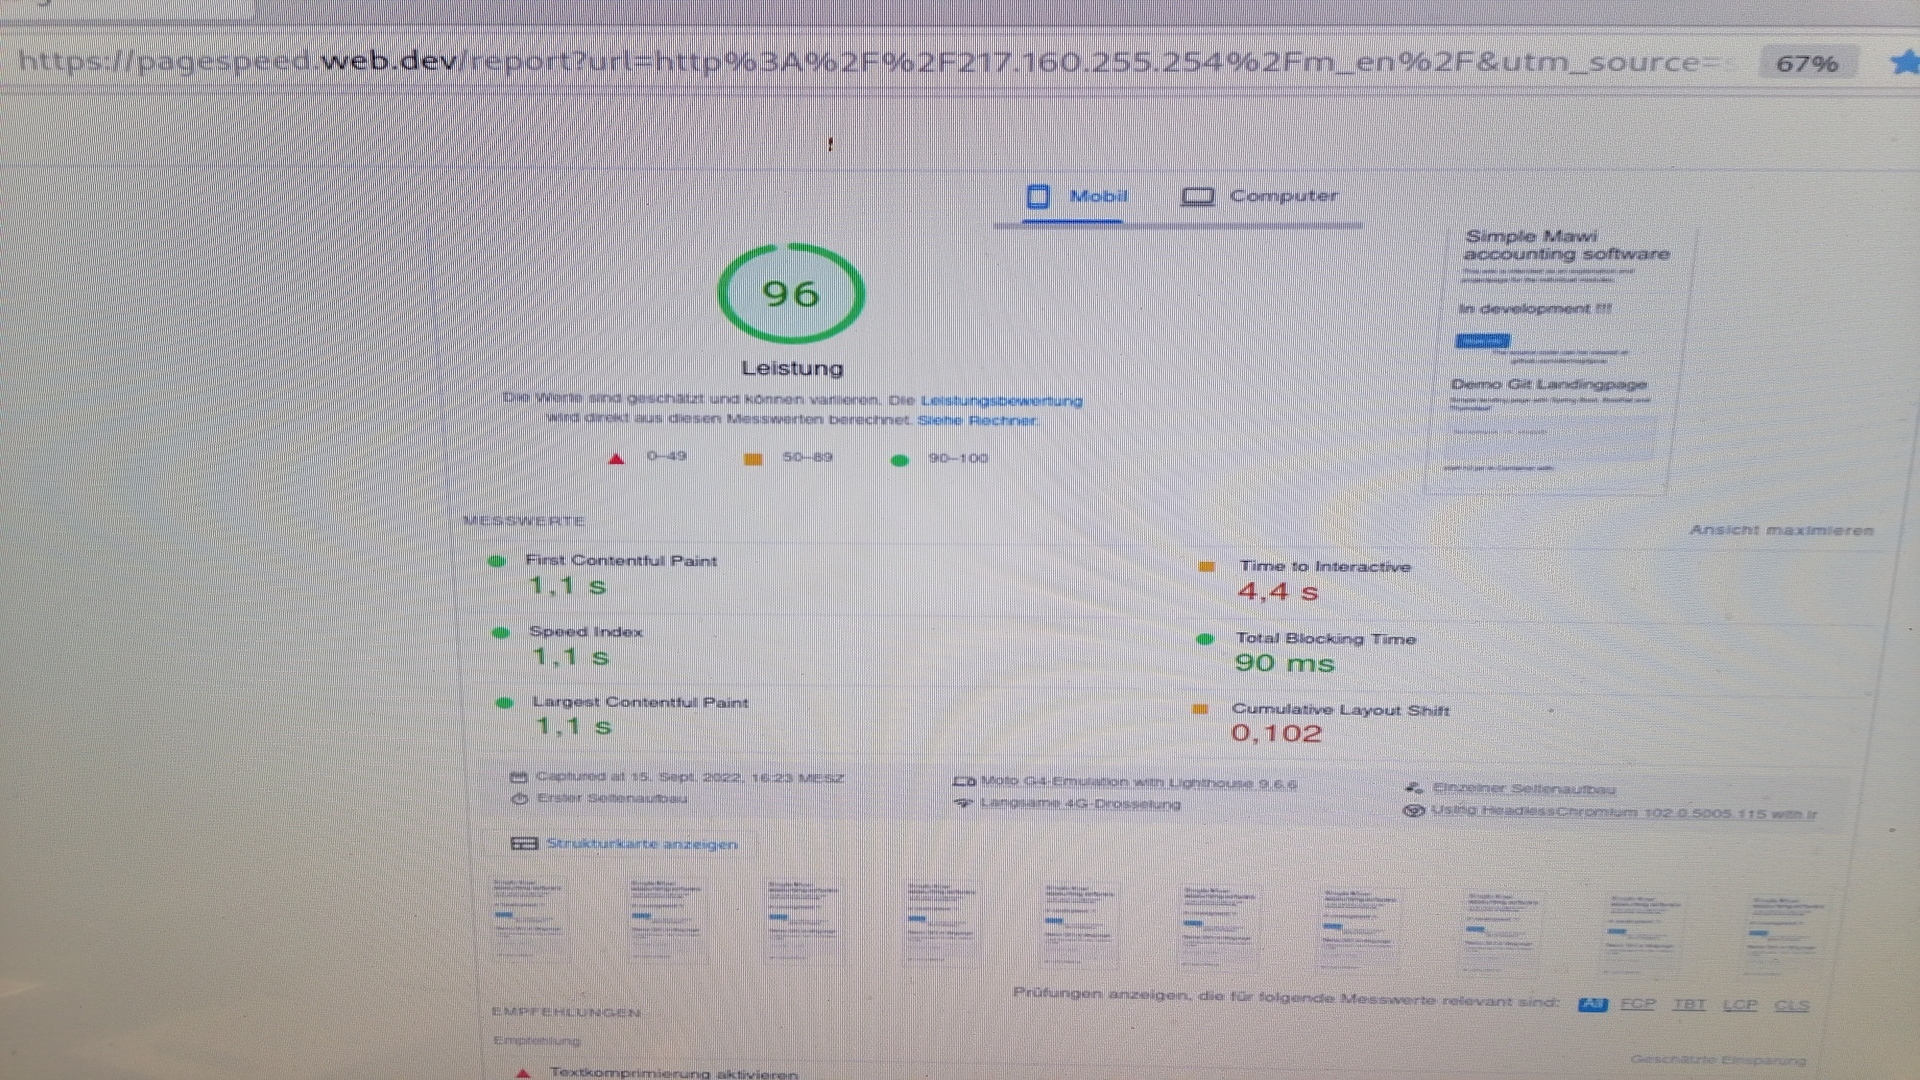 https://pagespeed.web.dev/report?url=http%3A%2F%2F217.160.255.254%2Fm_en%2F&utm_source=
67%
Mobil
Computer
96
Leistung
Die Werte sind geschätzt und können variieren. Die Leistungsbewertung
wird direkt aus diesen Messwerten berechnet. Siehe Rechner.
0–49
50–89
90–100
Simple Mawi
accounting software
In development !!!
Demo Git Landingpage
MESSWERTE
Ansicht maximieren
First Contentful Paint
1,1 s
Time to Interactive
4,4 s
Speed Index
1,1 s
Total Blocking Time
90 ms
Largest Contentful Paint
1,1 s
Cumulative Layout Shift
0,102
Captured at 15. Sept. 2022, 16:23 MESZ
Moto G4-Emulation with Lighthouse 9.6.6
Einzelner Seitenaufbau
Erster Seitenaufbau
Langsame 4G-Drosselung
Using HeadlessChromium 102.0.5005.115 with lr
Strukturkarte anzeigen
Prüfungen anzeigen, die für folgende Messwerte relevant sind:
All
FCP
TBT
LCP
CLS
EMPFEHLUNGEN
Empfehlung
Geschätzte Einsparung
Textkomprimierung aktivieren